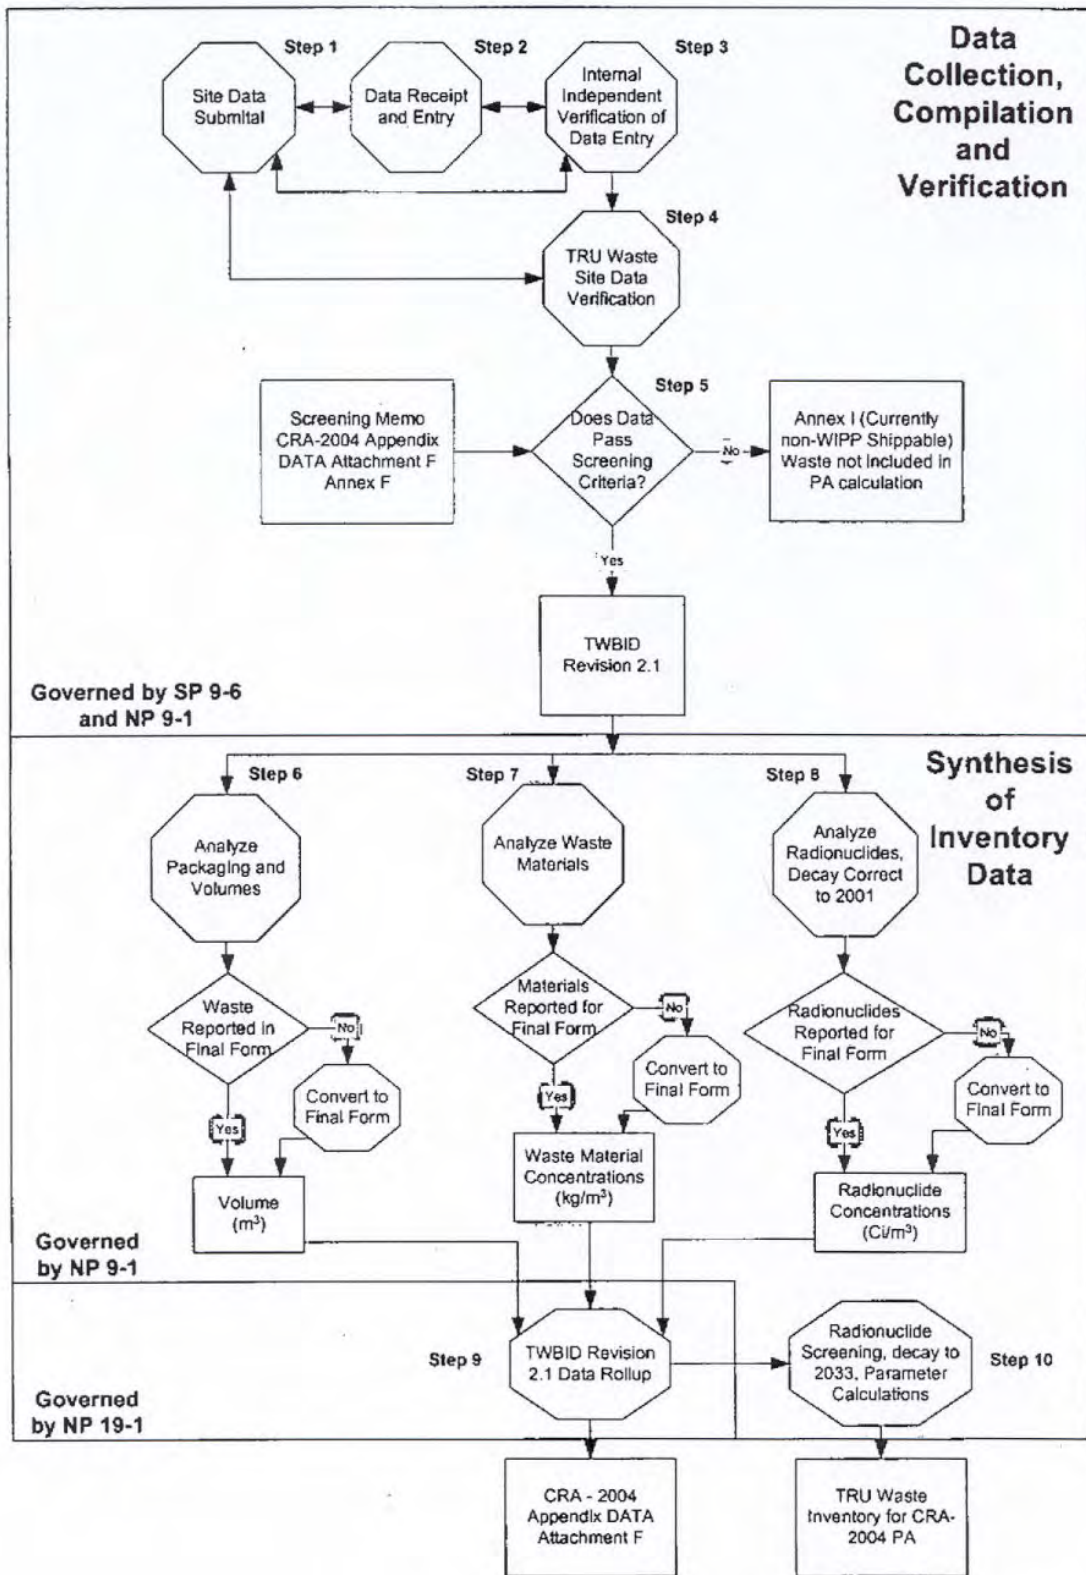 Data
Collection,
Compilation
and
Verification
Step 1
Site Data
Submital
Step 2
Data Receipt
and Entry
Step 3
Internal
Independent
Verification of
Data Entry
Step 4
TRU Waste
Site Data
Verification
Screening Memo
CRA-2004 Appendix
DATA Attachment F
Annex F
Step 5
Does Data
Pass
Screening
Criteria?
No
Annex I (Currently
non-WIPP Shippable)
Waste not included in
PA calculation
Yes
TWBID
Revision 2.1
Governed by SP 9-6
and NP 9-1
Synthesis
of
Inventory
Data
Step 6
Analyze
Packaging and
Volumes
Step 7
Analyze Waste
Materials
Step 8
Analyze
Radionuclides,
Decay Correct
to 2001
Waste
Reported in
Final Form
No
Convert to
Final Form
Yes
Volume
(m³)
Materials
Reported for
Final Form
No
Convert to
Final Form
Yes
Waste Material
Concentrations
(kg/m³)
Radionuclides
Reported for
Final Form
No
Convert to
Final Form
Yes
Radionuclide
Concentrations
(Ci/m³)
Governed
by NP 9-1
Step 9
TWBID Revision
2.1 Data Rollup
Radionuclide
Screening, decay to
2033, Parameter
Calculations
Step 10
Governed
by NP 19-1
CRA - 2004
Appendix DATA
Attachment F
TRU Waste
Inventory for CRA-
2004 PA